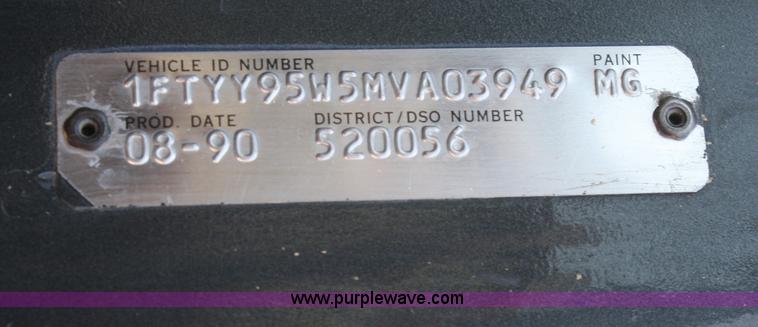 VEHICLE ID NUMBER PAINT
1FTYY95W5MVA03949 MG
PROD. DATE DISTRICT/DSO NUMBER
08-90 520056
www.purplewave.com